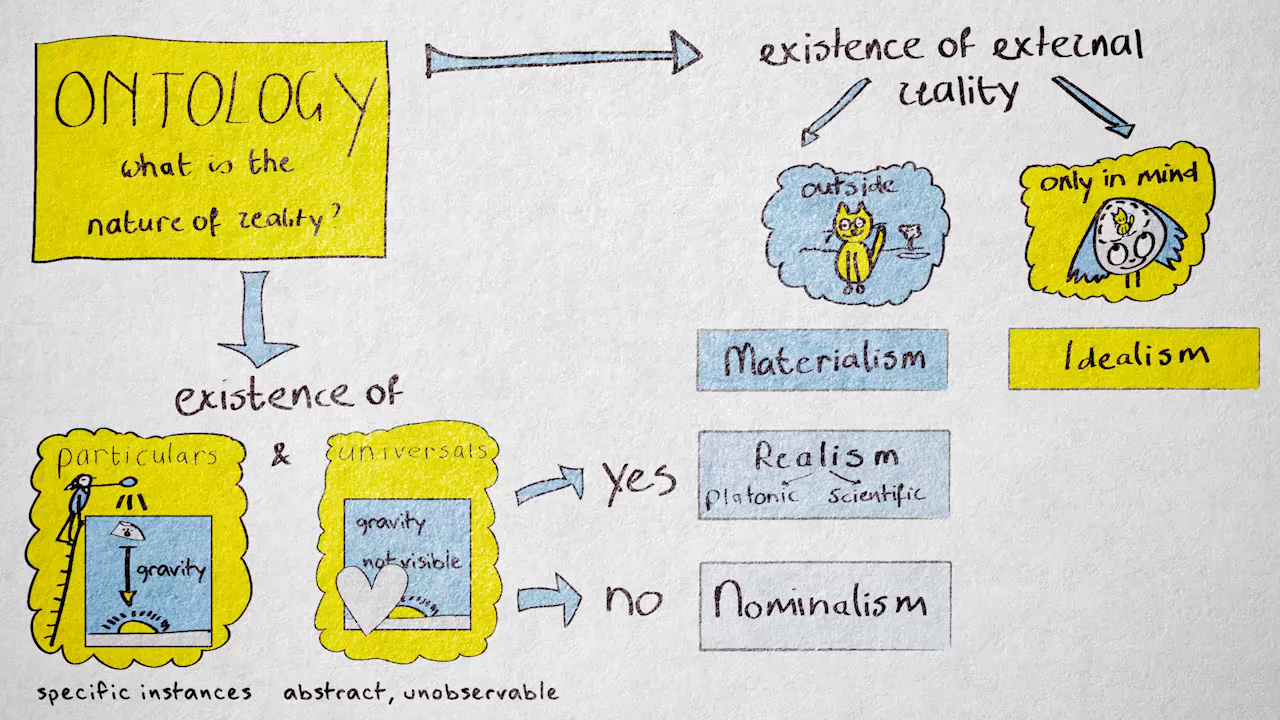 ONTOLOGY
what is the
nature of reality?
existence of external
reality
outside
only in mind
Materialism
Idealism
existence of
particulars
&
universals
gravity
gravity
not visible
specific instances
abstract, unobservable
yes
Realism
platonic
scientific
no
Nominalism